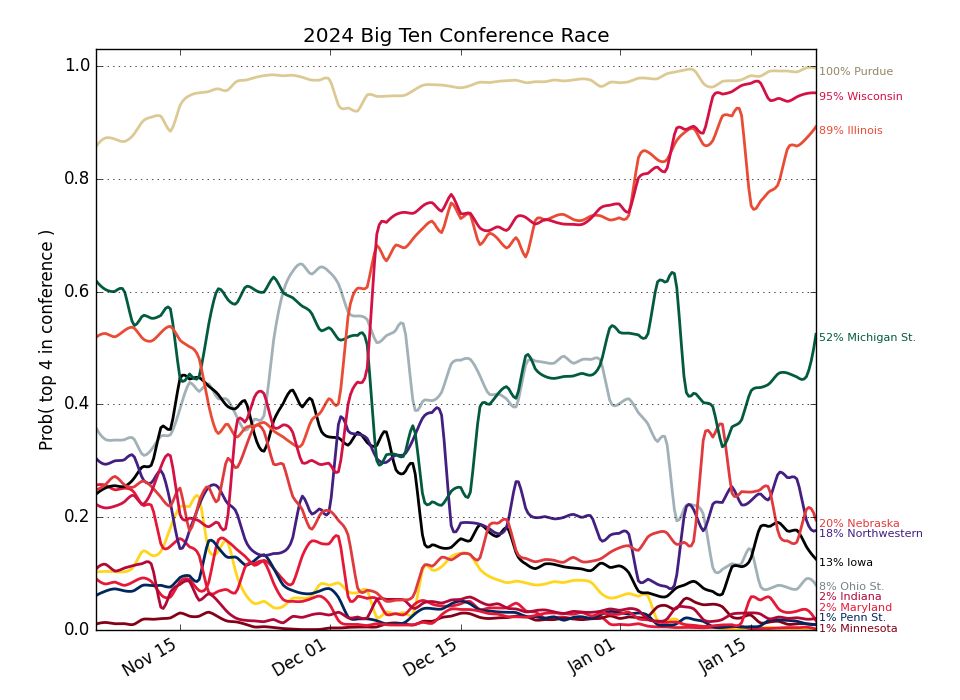 2024 Big Ten Conference Race
Prob( top 4 in conference )
1.0
0.8
0.6
0.4
0.2
0.0
Nov 15
Dec 01
Dec 15
Jan 01
Jan 15
100% Purdue
95% Wisconsin
89% Illinois
52% Michigan St.
20% Nebraska
18% Northwestern
13% Iowa
8% Ohio St.
2% Indiana
2% Maryland
1% Penn St.
1% Minnesota